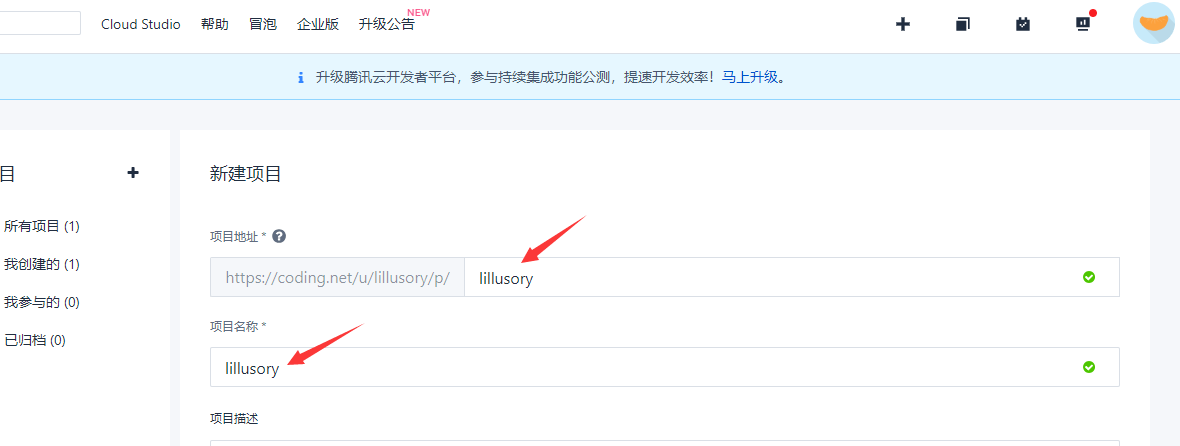 Cloud Studio 帮助 冒泡 企业版 升级公告 NEW
升级腾讯云开发者平台，参与持续集成功能公测，提速开发效率！马上升级。
目
新建项目
所有项目 (1)
我创建的 (1)
我参与的 (0)
已归档 (0)
项目地址 *
https://coding.net/u/lillusory/p/ lillusory
项目名称 *
lillusory
项目描述